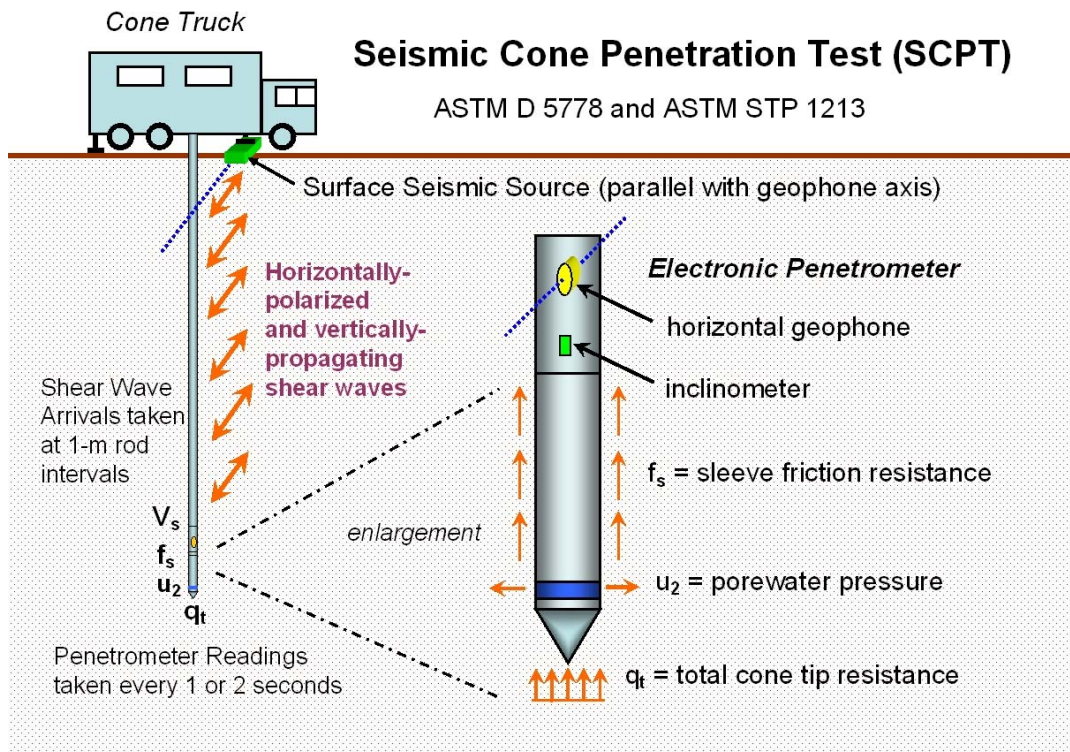 Cone Truck
Seismic Cone Penetration Test (SCPT)
ASTM D 5778 and ASTM STP 1213
Surface Seismic Source (parallel with geophone axis)
Horizontally-
polarized
and vertically-
propagating
shear waves
Electronic Penetrometer
horizontal geophone
inclinometer
Shear Wave
Arrivals taken
at 1-m rod
intervals
Vₛ
fₛ
u₂
qₜ
enlargement
fₛ = sleeve friction resistance
u₂ = porewater pressure
qₜ = total cone tip resistance
Penetrometer Readings
taken every 1 or 2 seconds